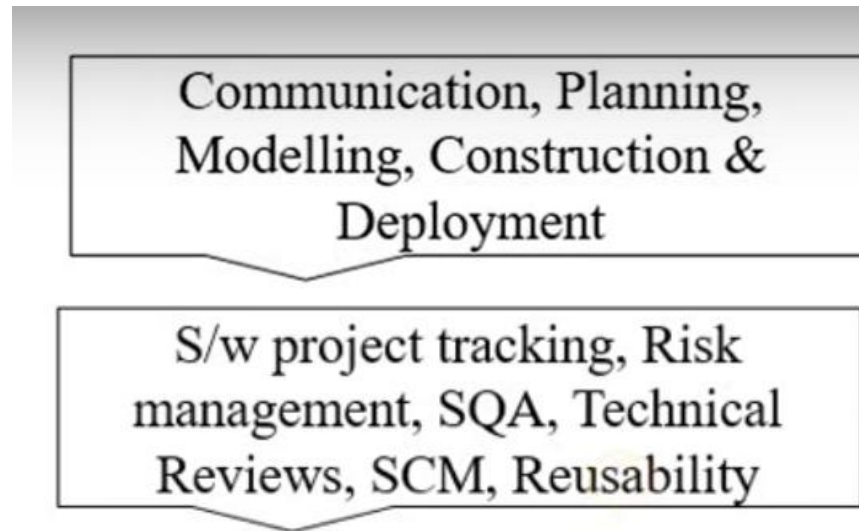 Communication, Planning,
Modelling, Construction &
Deployment
S/w project tracking, Risk
management, SQA, Technical
Reviews, SCM, Reusability